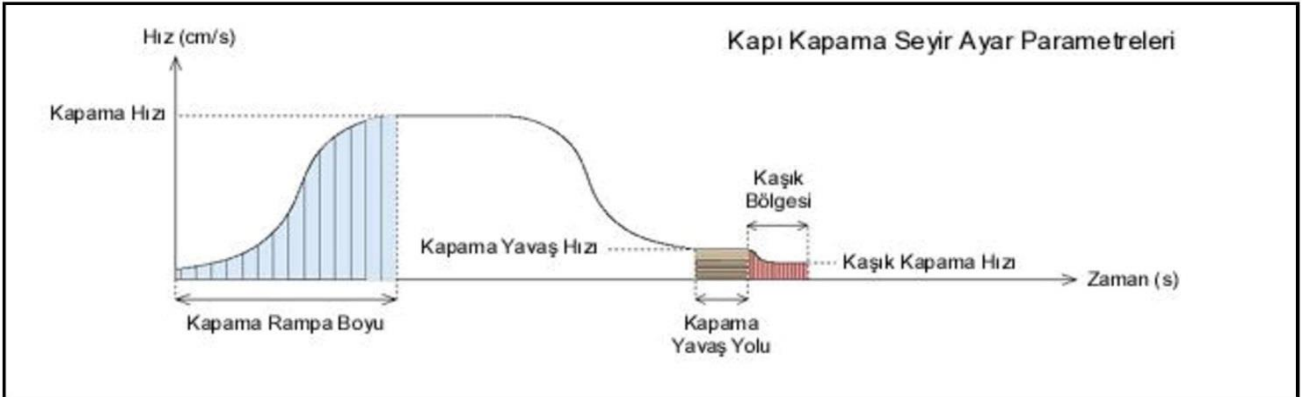 Hız (cm/s)
Kapı Kapama Seyir Ayar Parametreleri
Kapama Hızı
Kaşık
Bölgesi
Kapama Yavaş Hızı
Kaşık Kapama Hızı
Zaman (s)
Kapama Rampa Boyu
Kapama
Yavaş Yolu